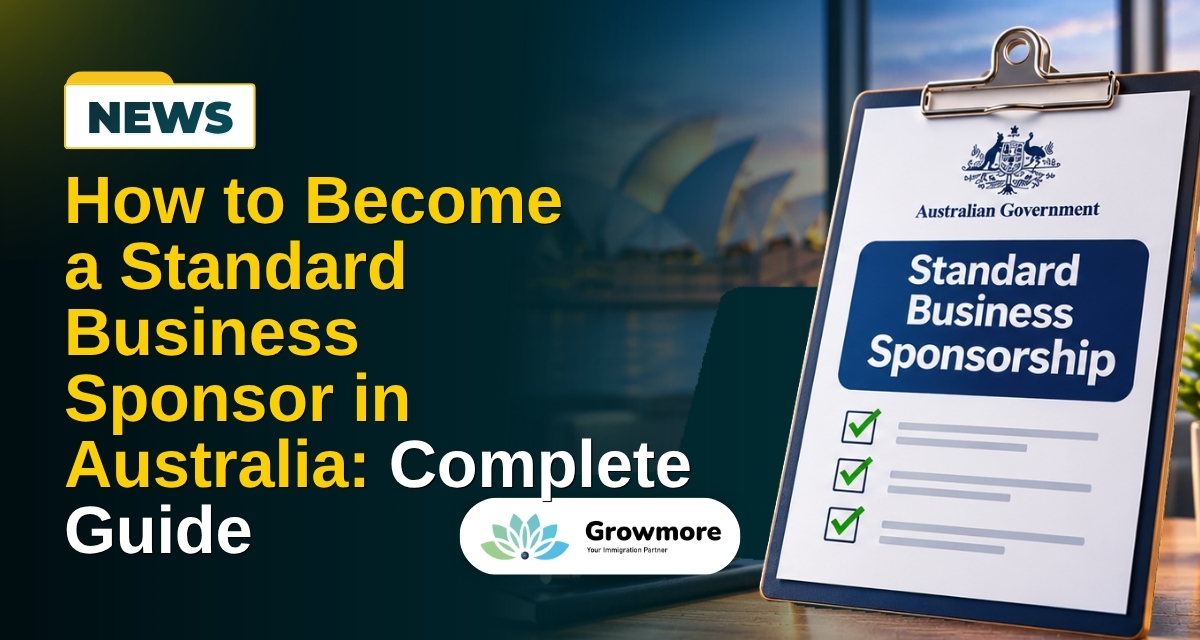 NEWS
How to Become
a Standard
Business
Sponsor in
Australia: Complete
Guide
Growmore
Your Immigration Partner
Australian Government
Standard
Business
Sponsorship